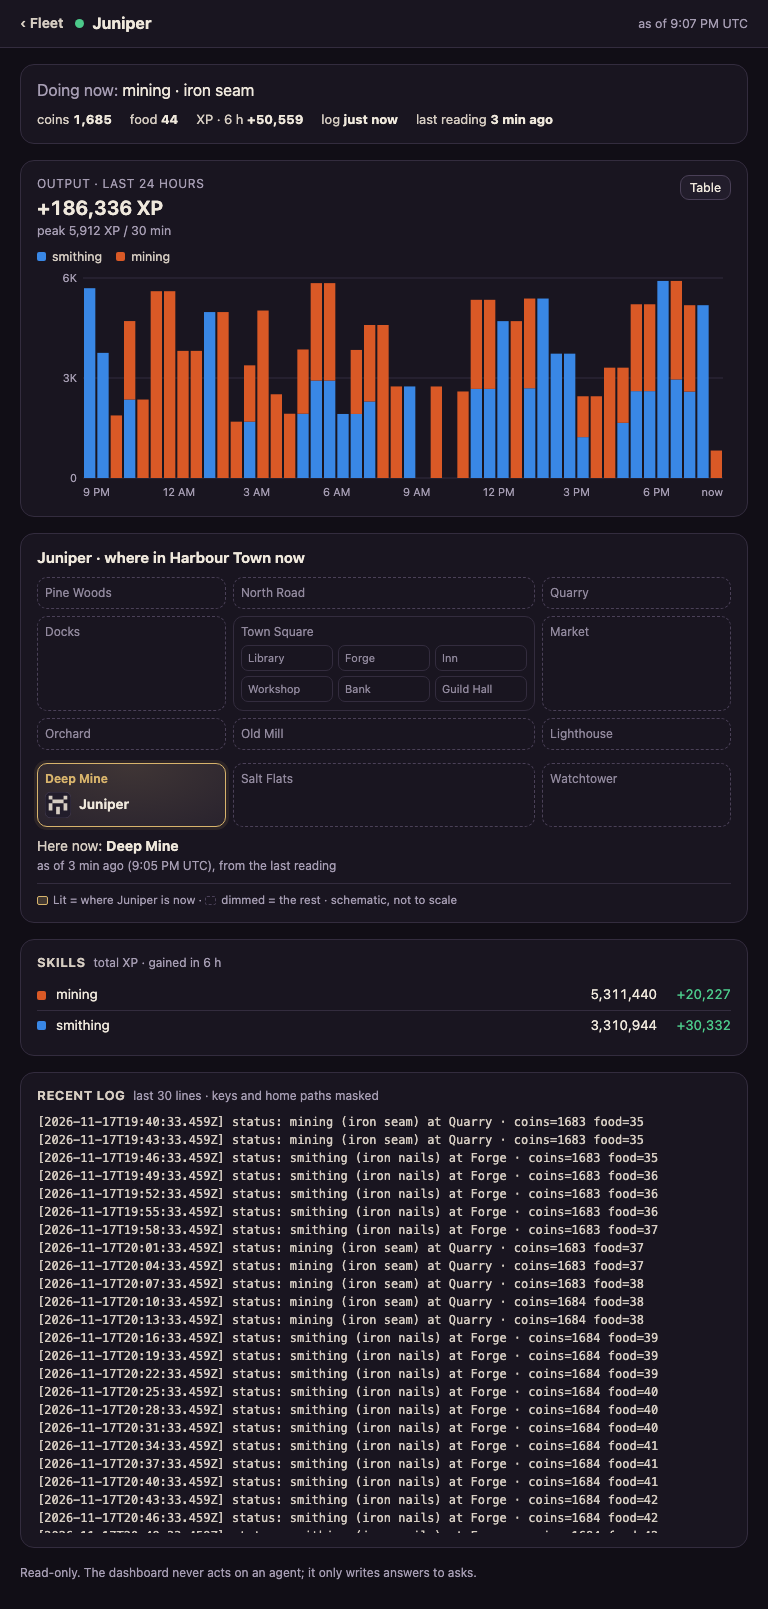 ‹ Fleet Juniper as of 9:07 PM UTC
Doing now: mining · iron seam
coins 1,685 food 44 XP · 6 h +50,559 log just now last reading 3 min ago
OUTPUT · LAST 24 HOURS Table
+186,336 XP
peak 5,912 XP / 30 min
smithing mining
6K
3K
0
9 PM 12 AM 3 AM 6 AM 9 AM 12 PM 3 PM 6 PM now
Juniper · where in Harbour Town now
Pine Woods North Road Quarry
Docks Town Square Market
Library Forge Inn
Workshop Bank Guild Hall
Orchard Old Mill Lighthouse
Deep Mine Salt Flats Watchtower
Juniper
Here now: Deep Mine
as of 3 min ago (9:05 PM UTC), from the last reading
Lit = where Juniper is now · dimmed = the rest · schematic, not to scale
SKILLS total XP · gained in 6 h
mining 5,311,440 +20,227
smithing 3,310,944 +30,332
RECENT LOG last 30 lines · keys and home paths masked
[2026-11-17T19:40:33.459Z] status: mining (iron seam) at Quarry · coins=1683 food=35
[2026-11-17T19:43:33.459Z] status: mining (iron seam) at Quarry · coins=1683 food=35
[2026-11-17T19:46:33.459Z] status: smithing (iron nails) at Forge · coins=1683 food=35
[2026-11-17T19:49:33.459Z] status: smithing (iron nails) at Forge · coins=1683 food=36
[2026-11-17T19:52:33.459Z] status: smithing (iron nails) at Forge · coins=1683 food=36
[2026-11-17T19:55:33.459Z] status: smithing (iron nails) at Forge · coins=1683 food=36
[2026-11-17T19:58:33.459Z] status: smithing (iron nails) at Forge · coins=1683 food=37
[2026-11-17T20:01:33.459Z] status: mining (iron seam) at Quarry · coins=1683 food=37
[2026-11-17T20:04:33.459Z] status: mining (iron seam) at Quarry · coins=1683 food=37
[2026-11-17T20:07:33.459Z] status: mining (iron seam) at Quarry · coins=1683 food=38
[2026-11-17T20:10:33.459Z] status: mining (iron seam) at Quarry · coins=1684 food=38
[2026-11-17T20:13:33.459Z] status: mining (iron seam) at Quarry · coins=1684 food=38
[2026-11-17T20:16:33.459Z] status: smithing (iron nails) at Forge · coins=1684 food=39
[2026-11-17T20:19:33.459Z] status: smithing (iron nails) at Forge · coins=1684 food=39
[2026-11-17T20:22:33.459Z] status: smithing (iron nails) at Forge · coins=1684 food=39
[2026-11-17T20:25:33.459Z] status: smithing (iron nails) at Forge · coins=1684 food=40
[2026-11-17T20:28:33.459Z] status: smithing (iron nails) at Forge · coins=1684 food=40
[2026-11-17T20:31:33.459Z] status: smithing (iron nails) at Forge · coins=1684 food=40
[2026-11-17T20:34:33.459Z] status: smithing (iron nails) at Forge · coins=1684 food=41
[2026-11-17T20:37:33.459Z] status: smithing (iron nails) at Forge · coins=1684 food=41
[2026-11-17T20:40:33.459Z] status: smithing (iron nails) at Forge · coins=1684 food=41
[2026-11-17T20:43:33.459Z] status: smithing (iron nails) at Forge · coins=1684 food=42
[2026-11-17T20:46:33.459Z] status: smithing (iron nails) at Forge · coins=1684 food=42
Read-only. The dashboard never acts on an agent; it only writes answers to asks.